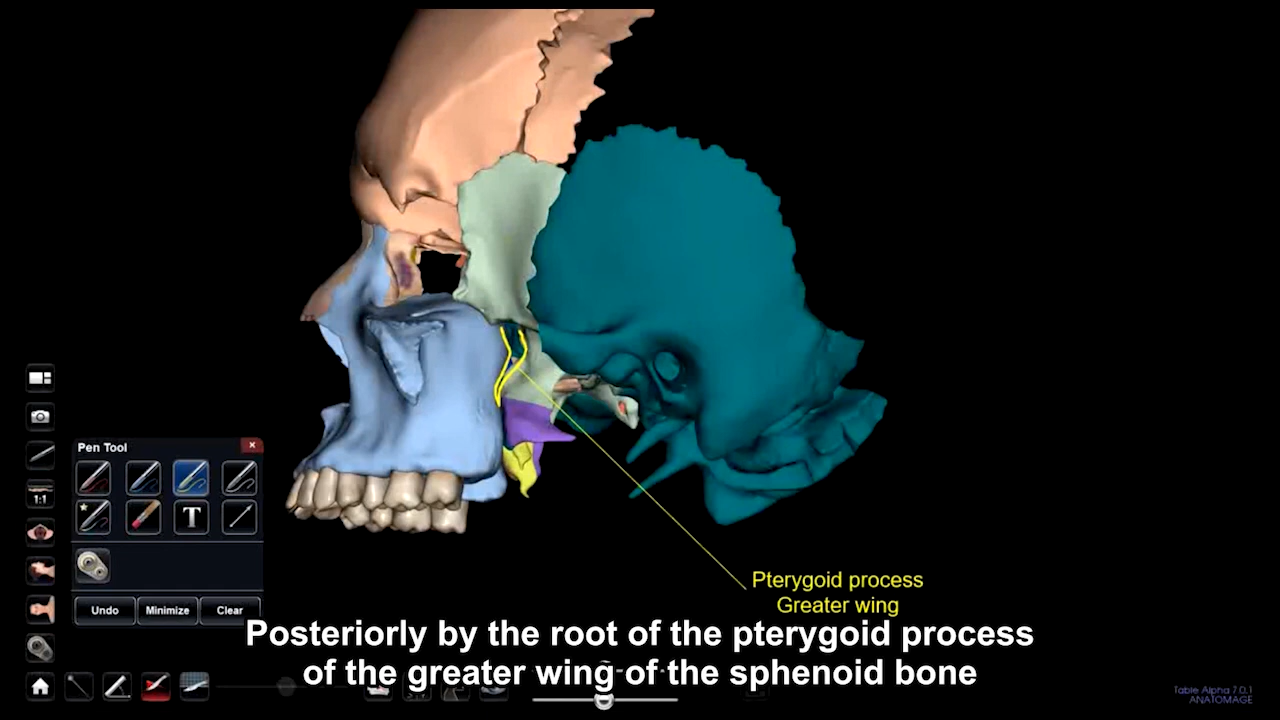 Pen Tool
T
1:1
Undo Minimize Clear
Pterygoid process
Greater wing
Posteriorly by the root of the pterygoid process
of the greater wing of the sphenoid bone
Table Alpha 7.0.1
ANATOMAGE